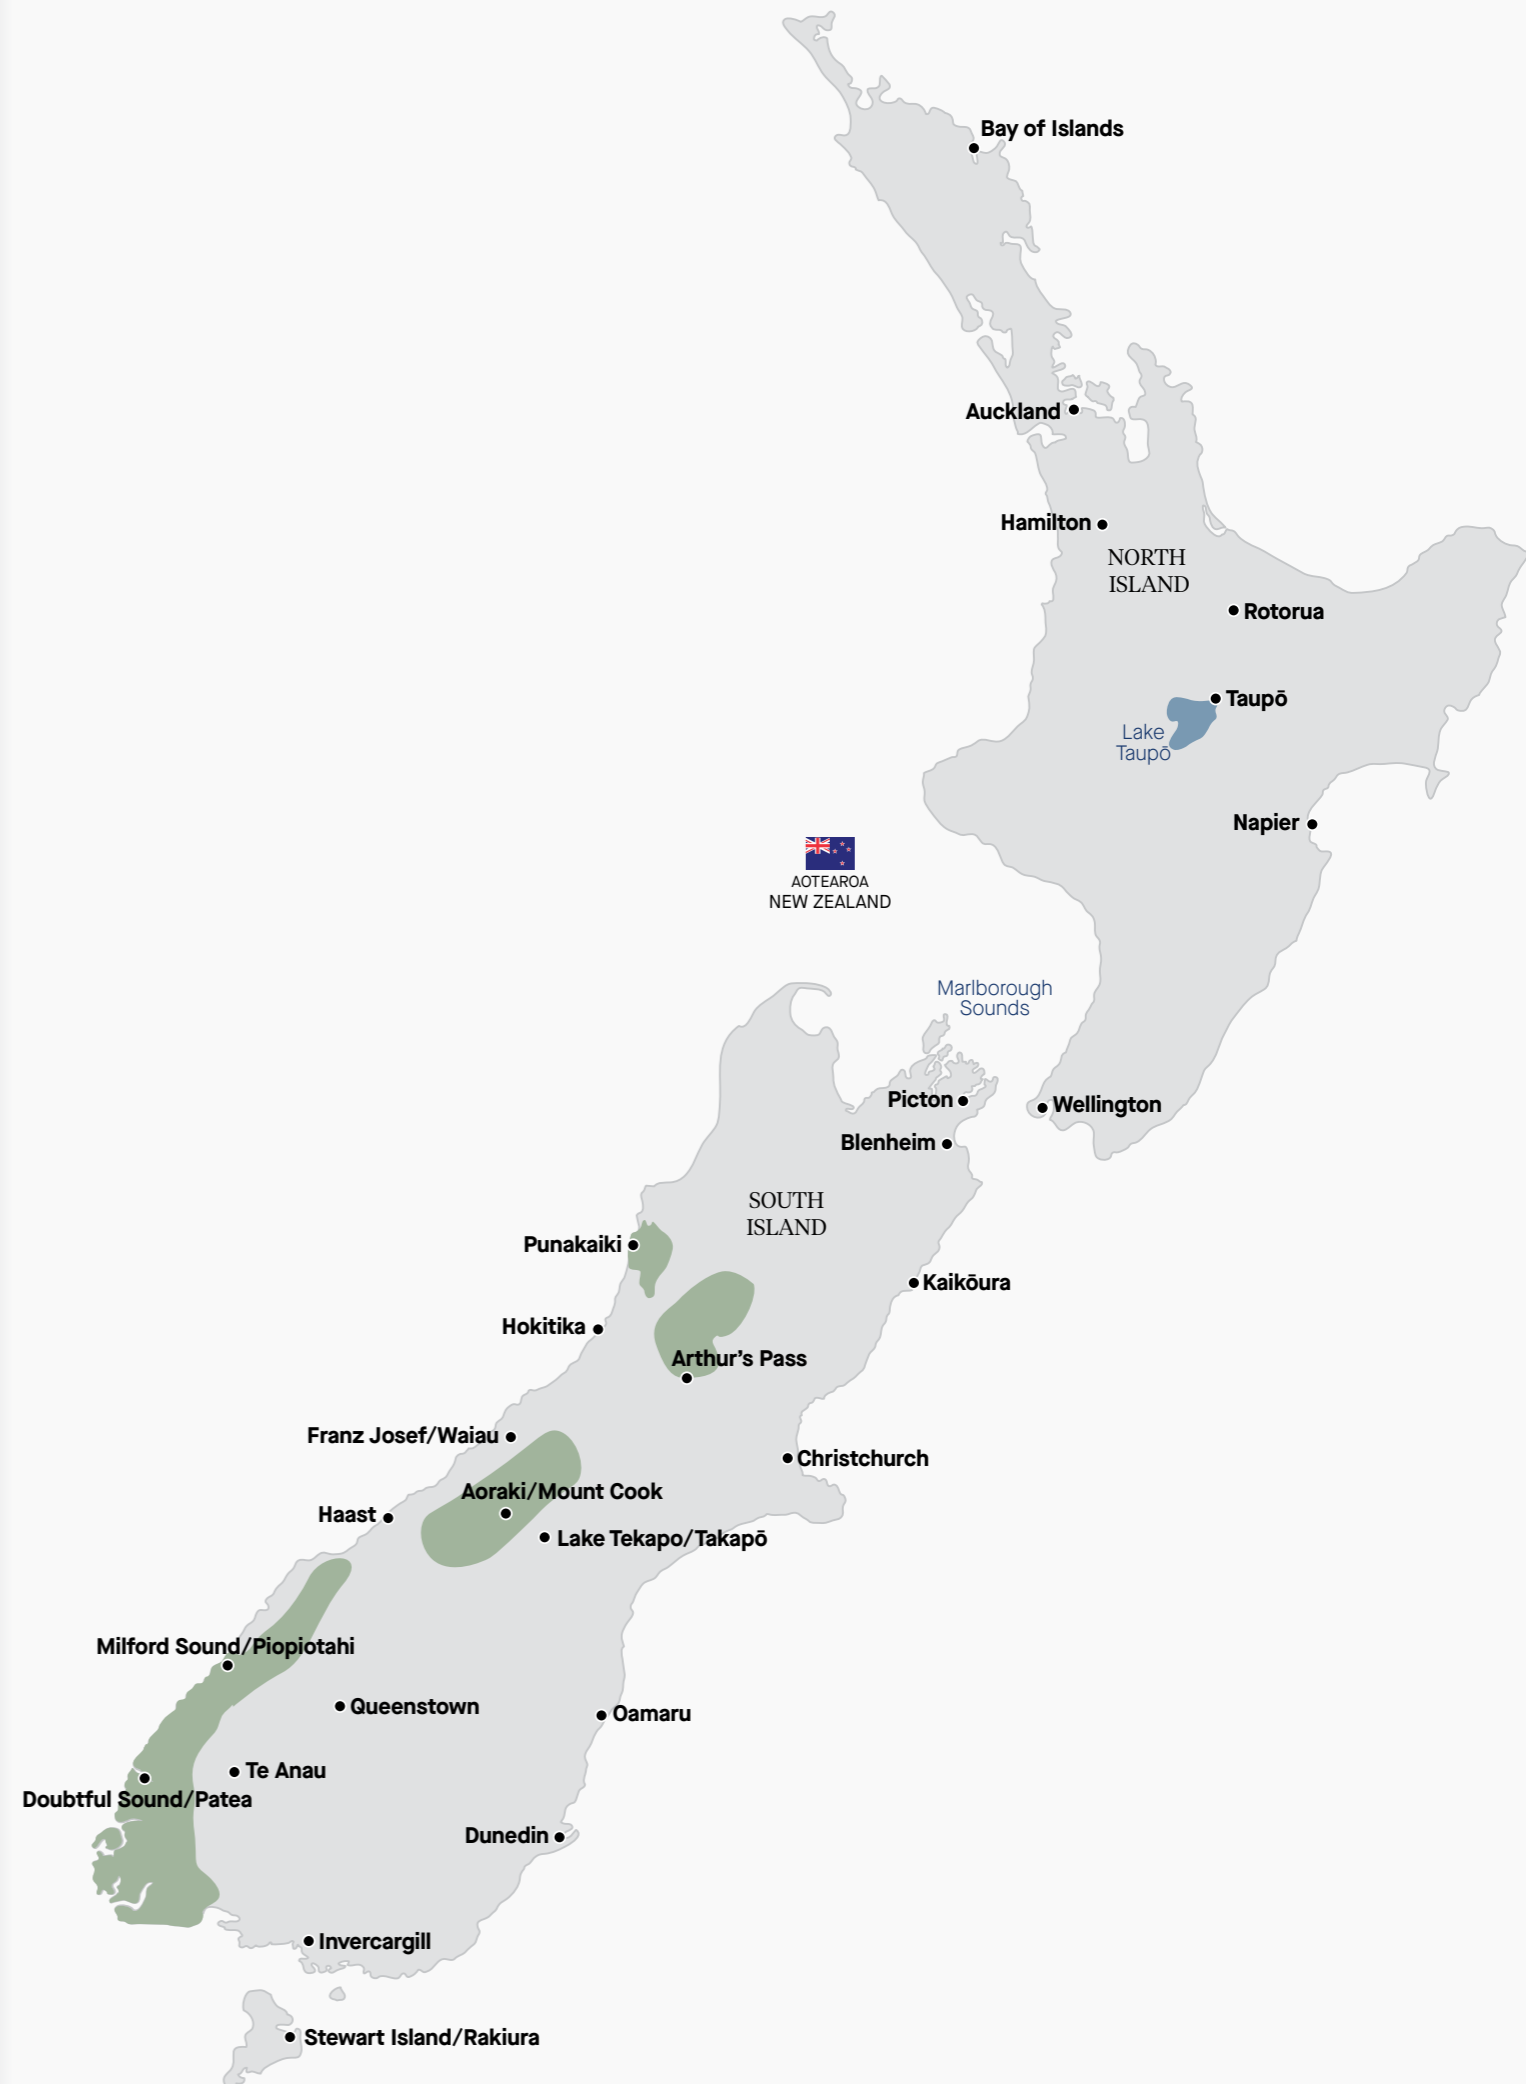 Bay of Islands
Auckland
Hamilton
NORTH
ISLAND
Rotorua
Taupō
Lake
Taupō
Napier
AOTEAROA
NEW ZEALAND
Marlborough
Sounds
Picton
Wellington
Blenheim
SOUTH
ISLAND
Punakaiki
Kaikōura
Hokitika
Arthur’s Pass
Franz Josef/Waiau
Christchurch
Aoraki/Mount Cook
Haast
Lake Tekapo/Takapō
Milford Sound/Piopiotahi
Queenstown
Oamaru
Te Anau
Doubtful Sound/Patea
Dunedin
Invercargill
Stewart Island/Rakiura